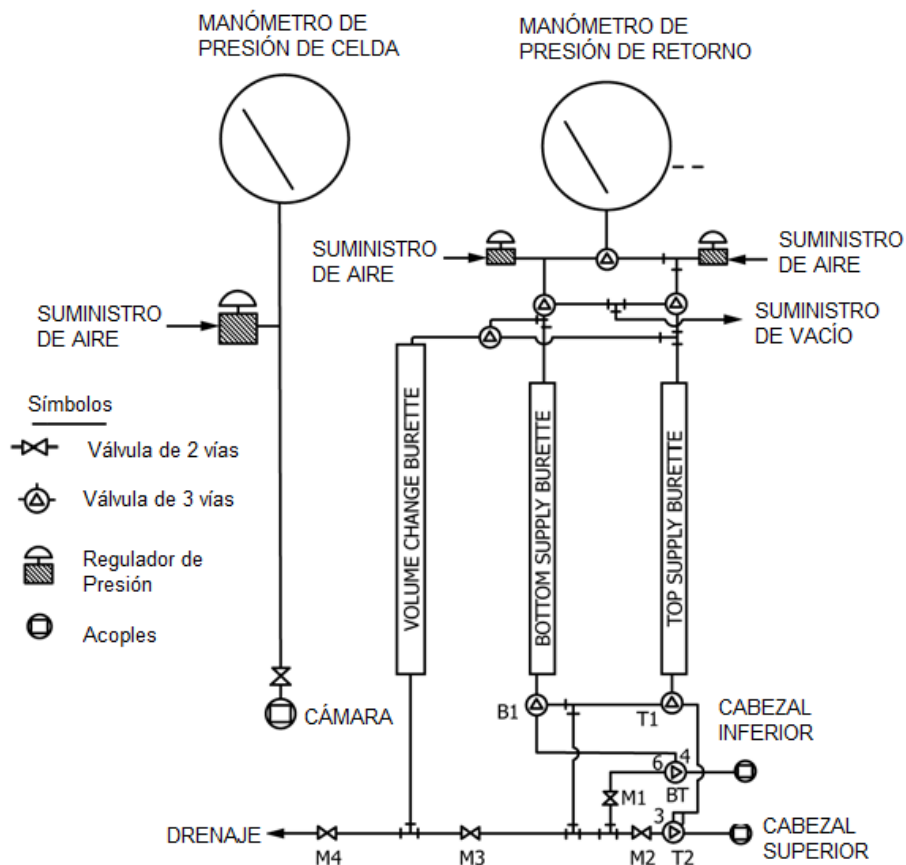 MANÓMETRO DE
PRESIÓN DE CELDA
MANÓMETRO DE
PRESIÓN DE RETORNO
SUMINISTRO
DE AIRE
SUMINISTRO
DE AIRE
SUMINISTRO
DE AIRE
SUMINISTRO
DE VACÍO
Símbolos
Válvula de 2 vías
Válvula de 3 vías
Regulador de
Presión
Acoples
VOLUME CHANGE BURETTE
BOTTOM SUPPLY BURETTE
TOP SUPPLY BURETTE
CÁMARA
B1
T1
CABEZAL
INFERIOR
6
4
BT
M1
3
DRENAJE
M4
M3
M2
T2
CABEZAL
SUPERIOR